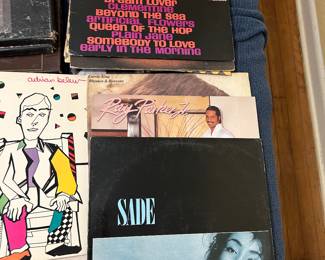 dream lover
clementine
beyond the sea
artificial flowers
queen of the hop
plain jane
somebody to love
early in the morning
adrian belew
Ray Parker Jr
SADE